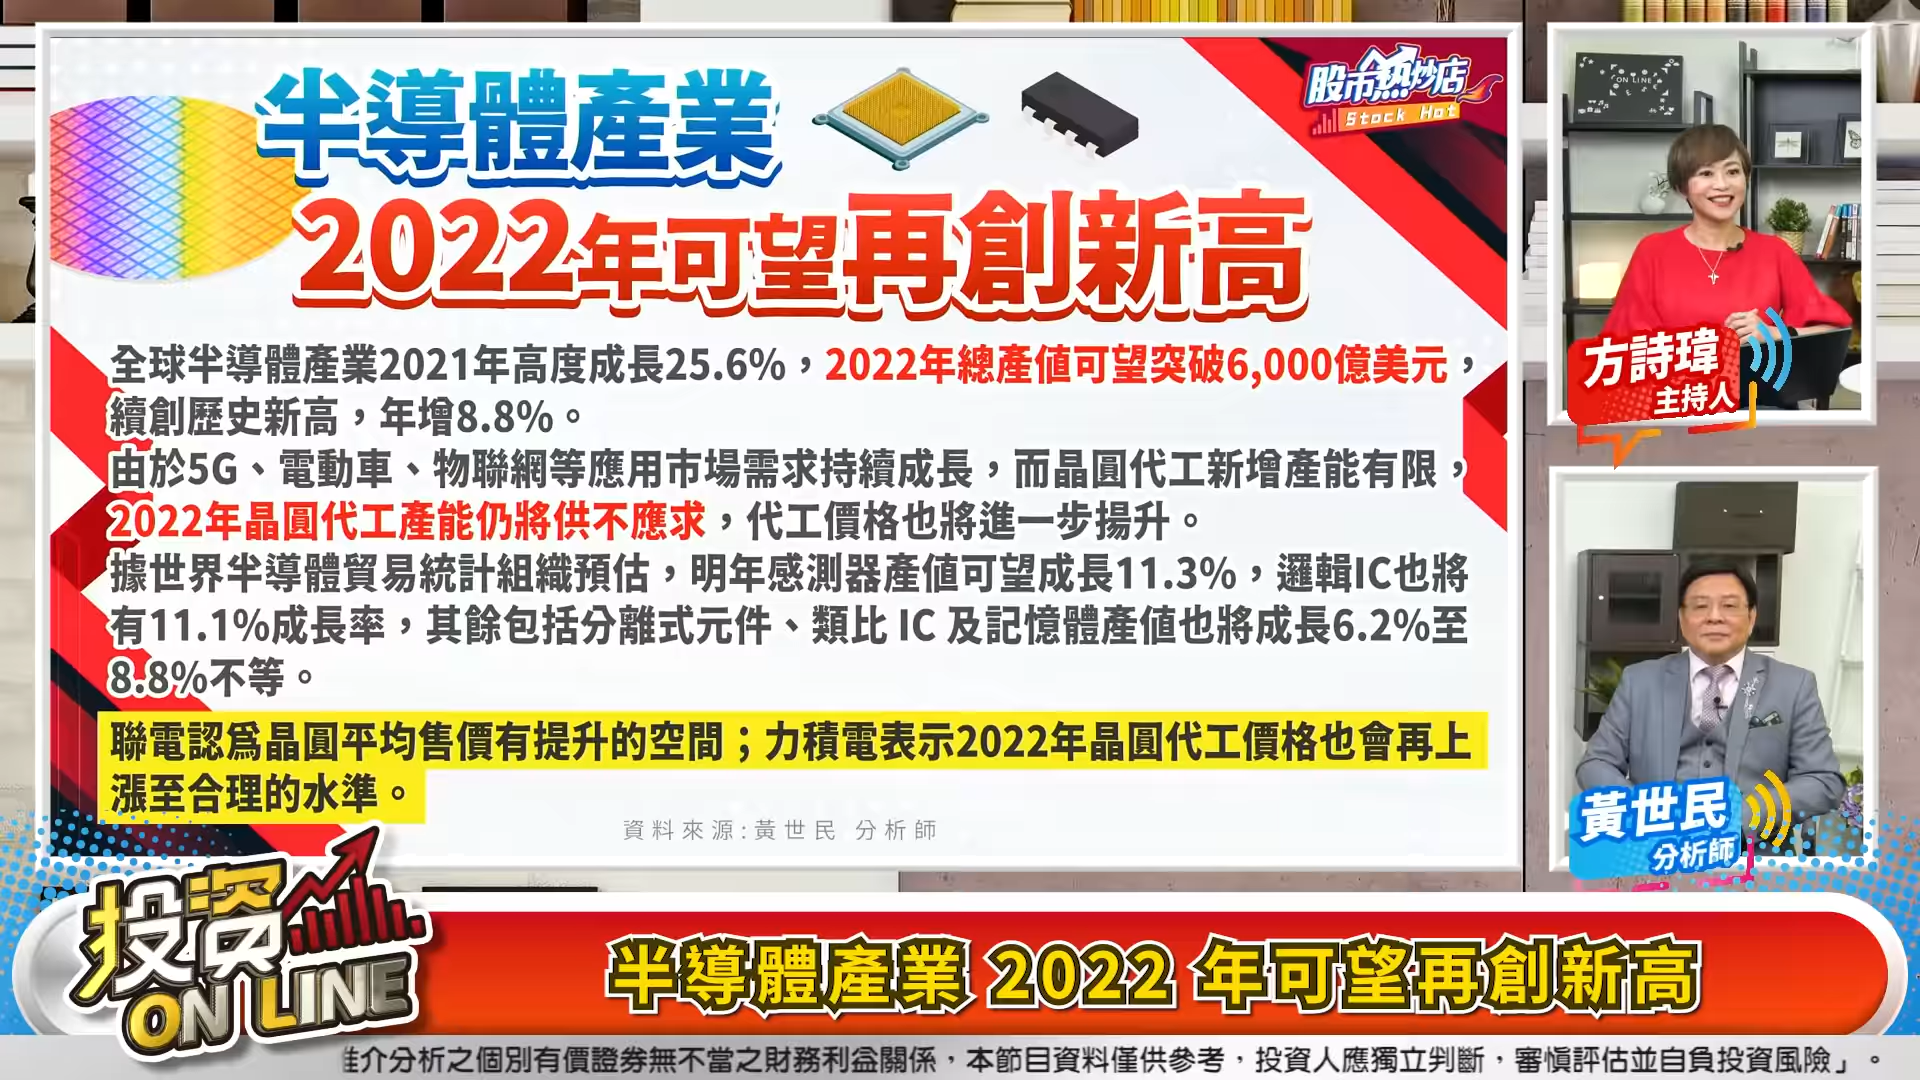 半導體產業
2022年可望再創新高
股市熱炒店
Stock Hot
ON LINE
全球半導體產業2021年高度成長25.6%，2022年總產值可望突破6,000億美元，
續創歷史新高，年增8.8%。
由於5G、電動車、物聯網等應用市場需求持續成長，而晶圓代工新增產能有限，
2022年晶圓代工產能仍將供不應求，代工價格也將進一步揚升。
據世界半導體貿易統計組織預估，明年感測器產值可望成長11.3%，邏輯IC也將
有11.1%成長率，其餘包括分離式元件、類比 IC 及記憶體產值也將成長6.2%至
8.8%不等。
聯電認為晶圓平均售價有提升的空間；力積電表示2022年晶圓代工價格也會再上
漲至合理的水準。
資料來源:黃世民 分析師
方詩瑋
主持人
黃世民
分析師
投資
ON LINE
半導體產業 2022 年可望再創新高
介分析之個別有價證券無不當之財務利益關係，本節目資料僅供參考，投資人應獨立判斷，審慎評估並自負投資風險」。